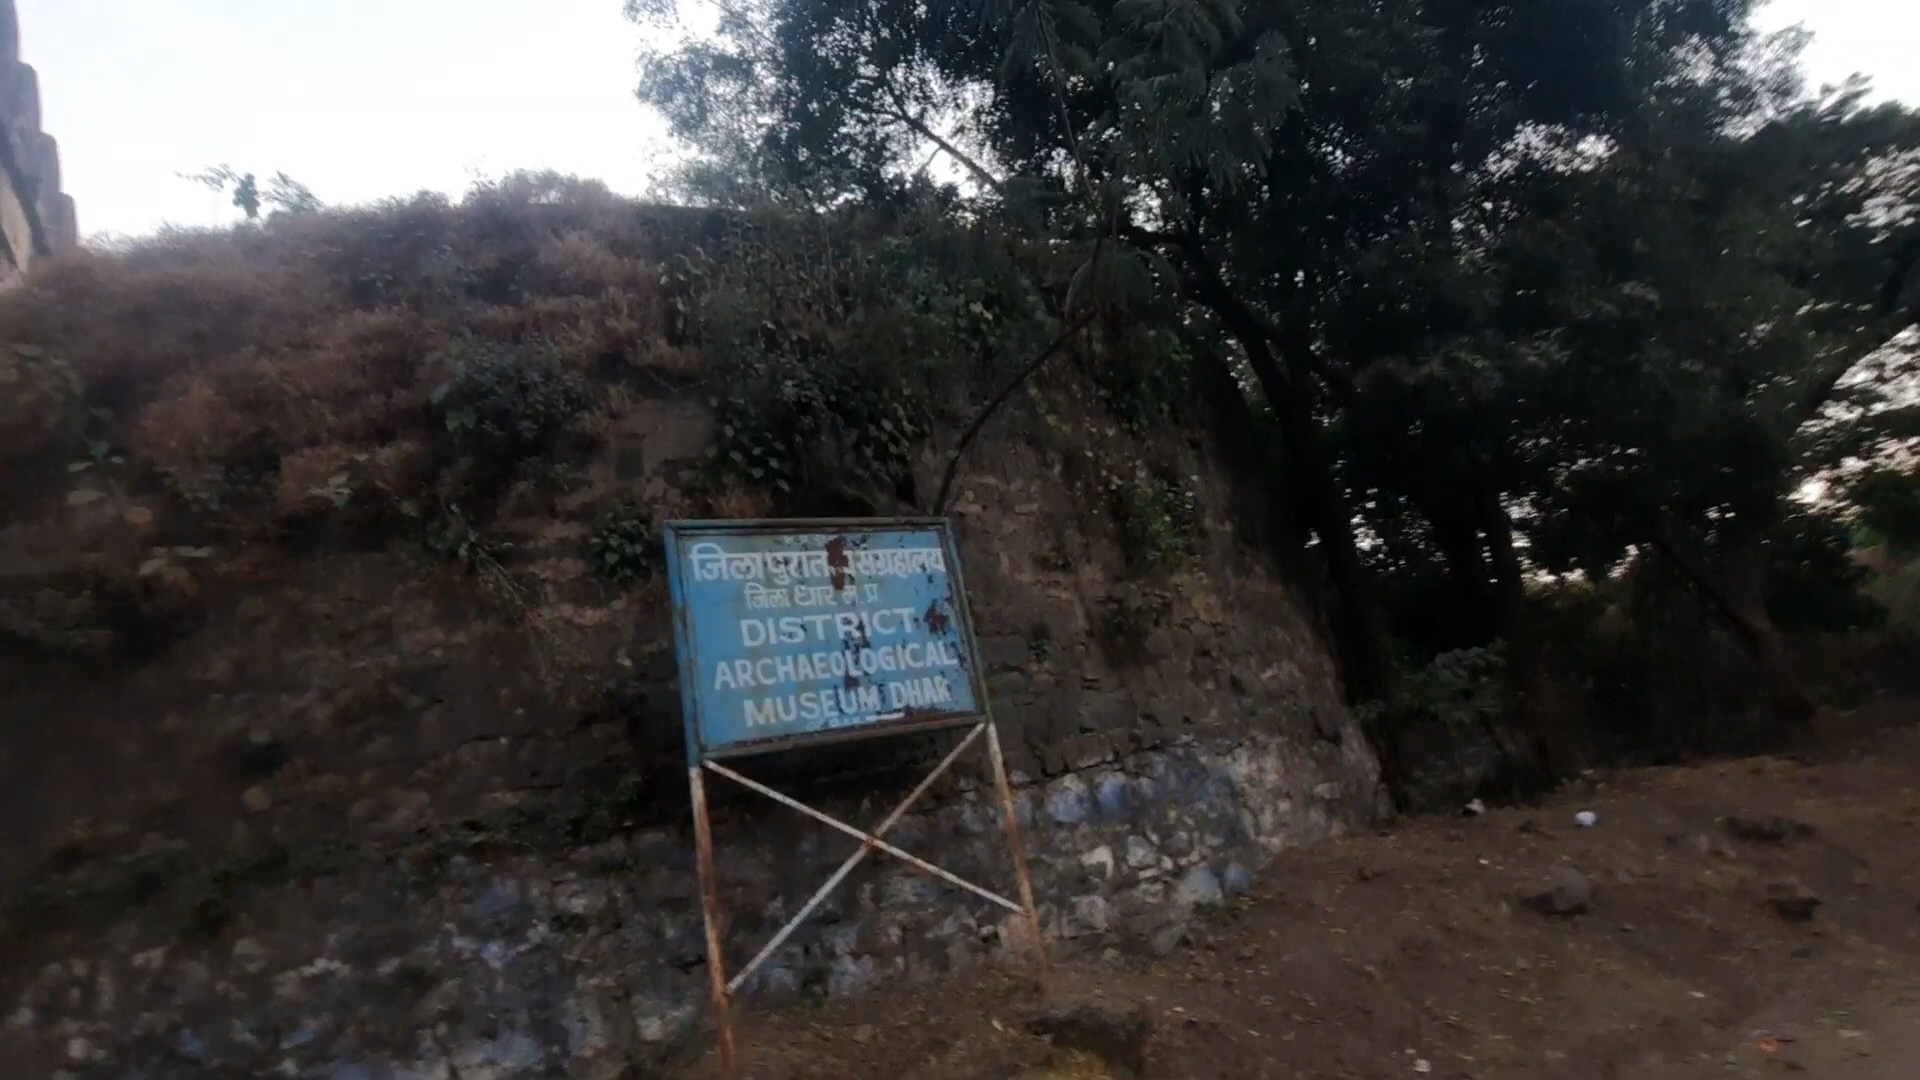 जिला पुरातत्व संग्रहालय
जिला धार म.प्र.
DISTRICT
ARCHAEOLOGICAL
MUSEUM DHAR